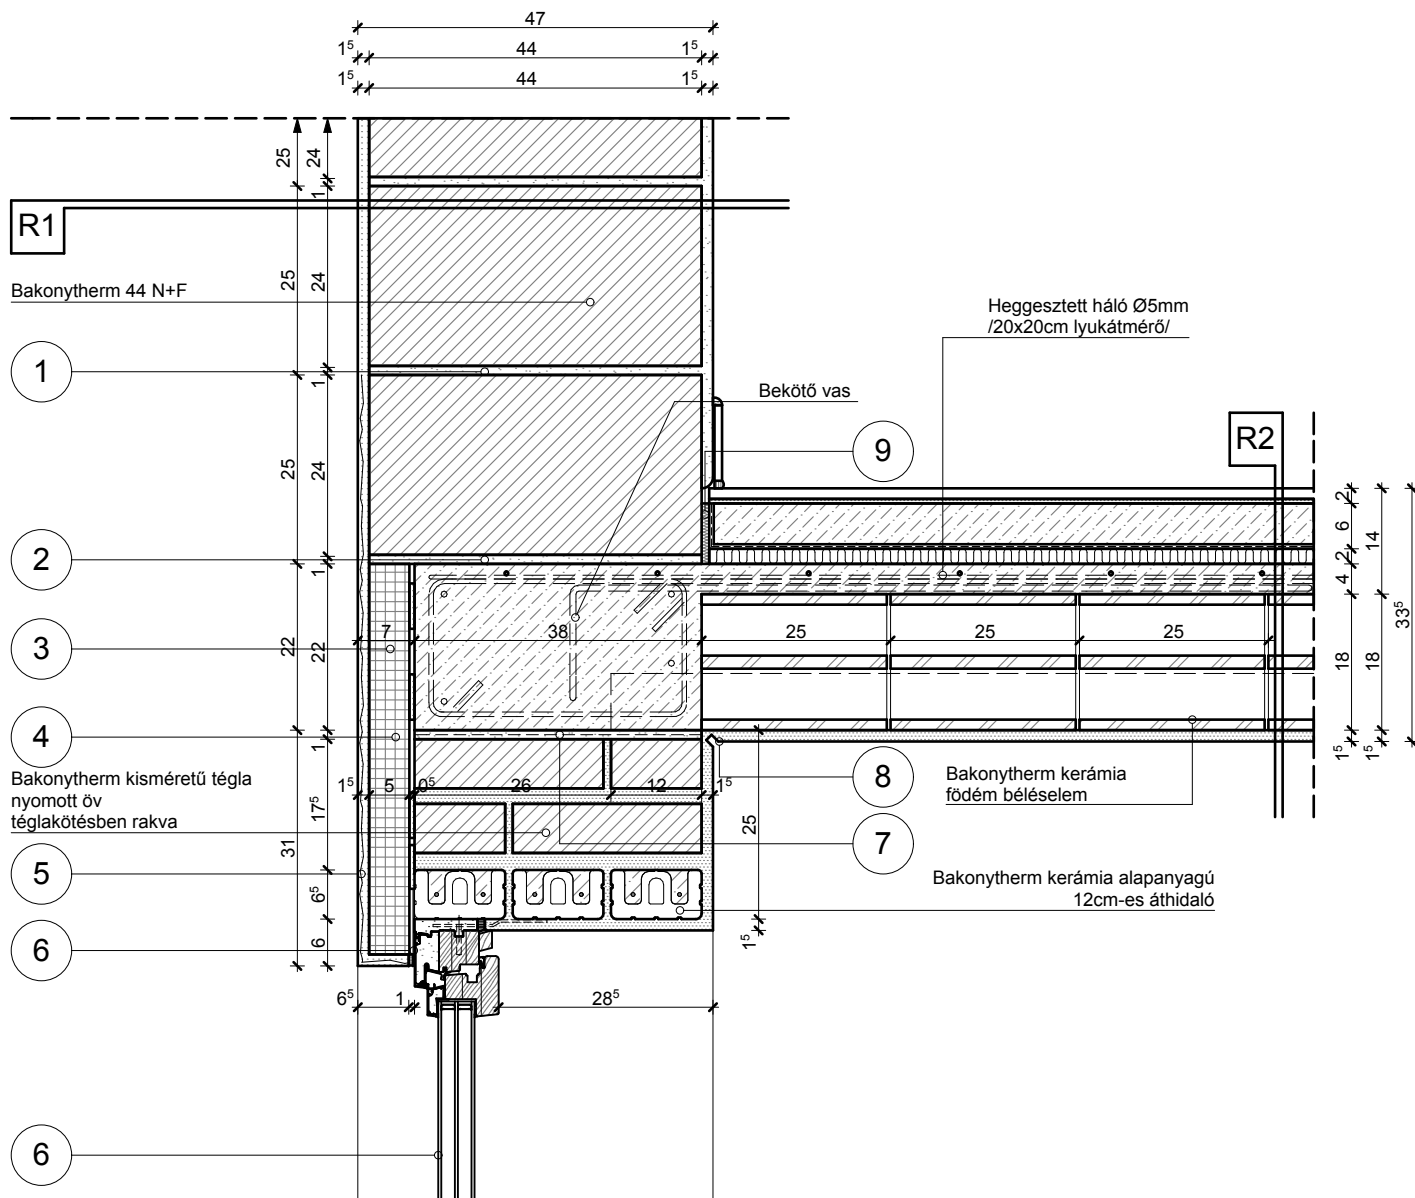 47
1⁵ 44 1⁵
1⁵ 44 1⁵
25 24
1
R1
25 24
Bakonytherm 44 N+F
Heggesztett háló Ø5mm
/20x20cm lyukátmérő/
1
1
Bekötő vas
R2
9
25 24
2
6
2
4
14
33⁵
2
1
3
7 38 25 25 25
22 22
18 18
4
1
1⁵ 1⁵
Bakonytherm kisméretű tégla
nyomott öv
téglakötésben rakva
1⁵ 5 0⁵ 26 12 1⁵
8
Bakonytherm kerámia
födém béléselem
17⁵
31
25
7
5
6⁵
Bakonytherm kerámia alapanyagú
12cm-es áthidaló
6
6
1⁵
6⁵ 1 28⁵
6